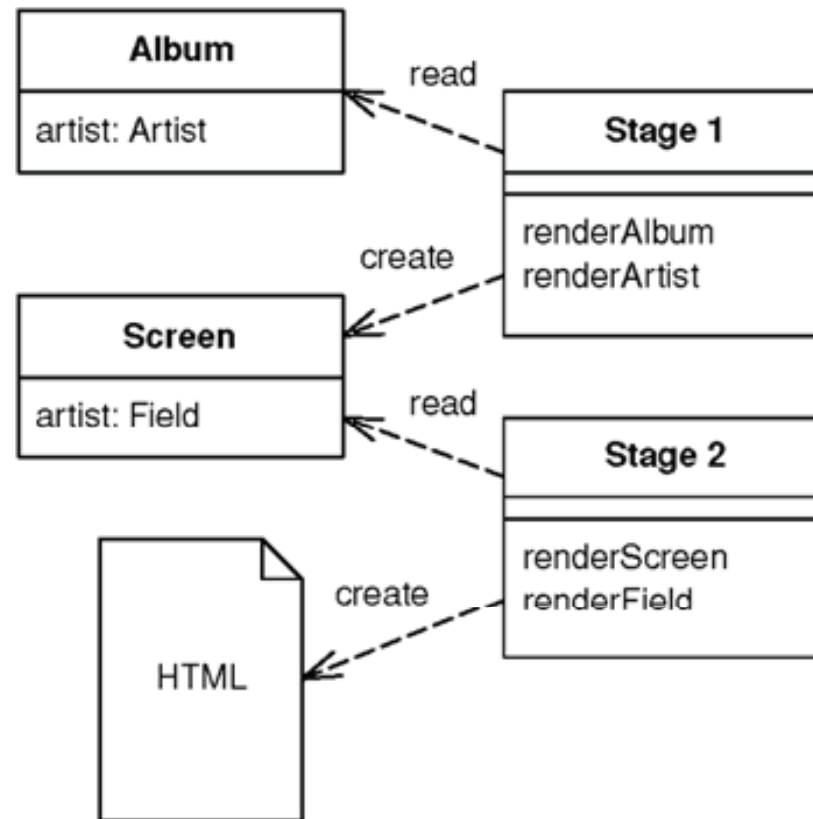 Album
artist: Artist
read
Stage 1
renderAlbum
renderArtist
create
Screen
artist: Field
read
Stage 2
renderScreen
renderField
create
HTML